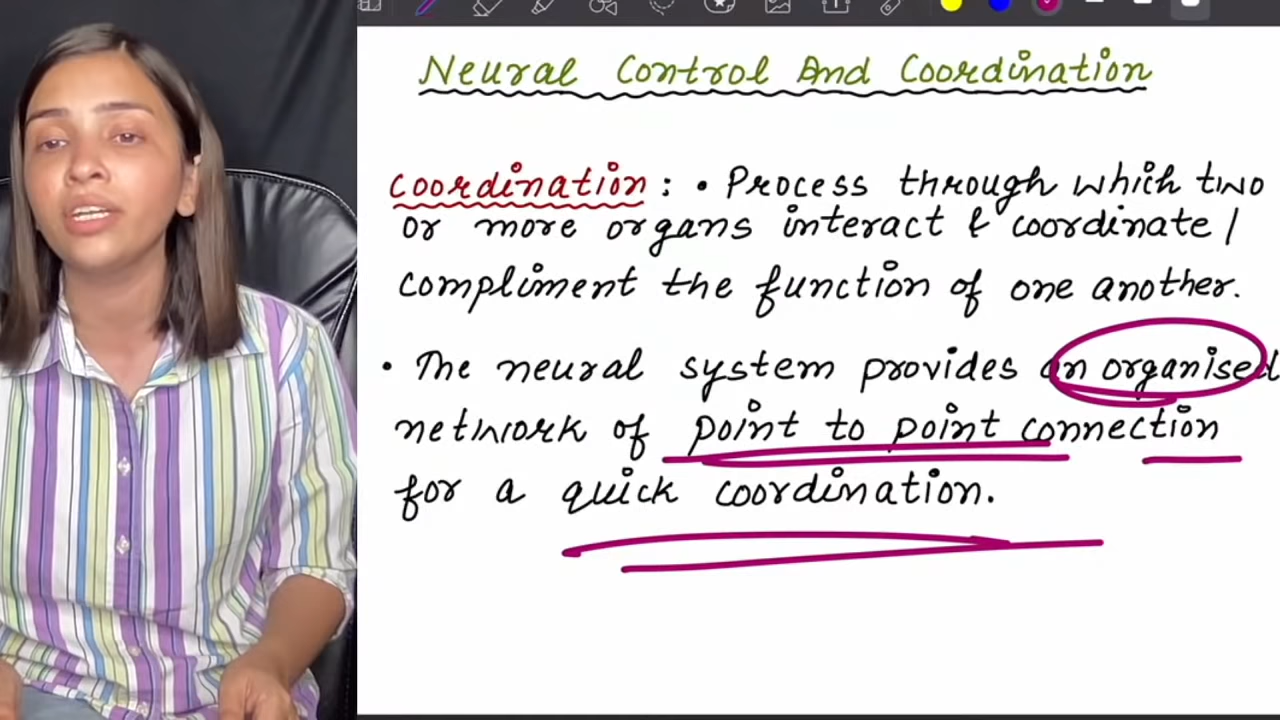 Neural Control And Coordination
Coordination: • Process through which two
or more organs interact & coordinate/
compliment the function of one another.
• The neural system provides an organised
network of point to point connection
for a quick coordination.